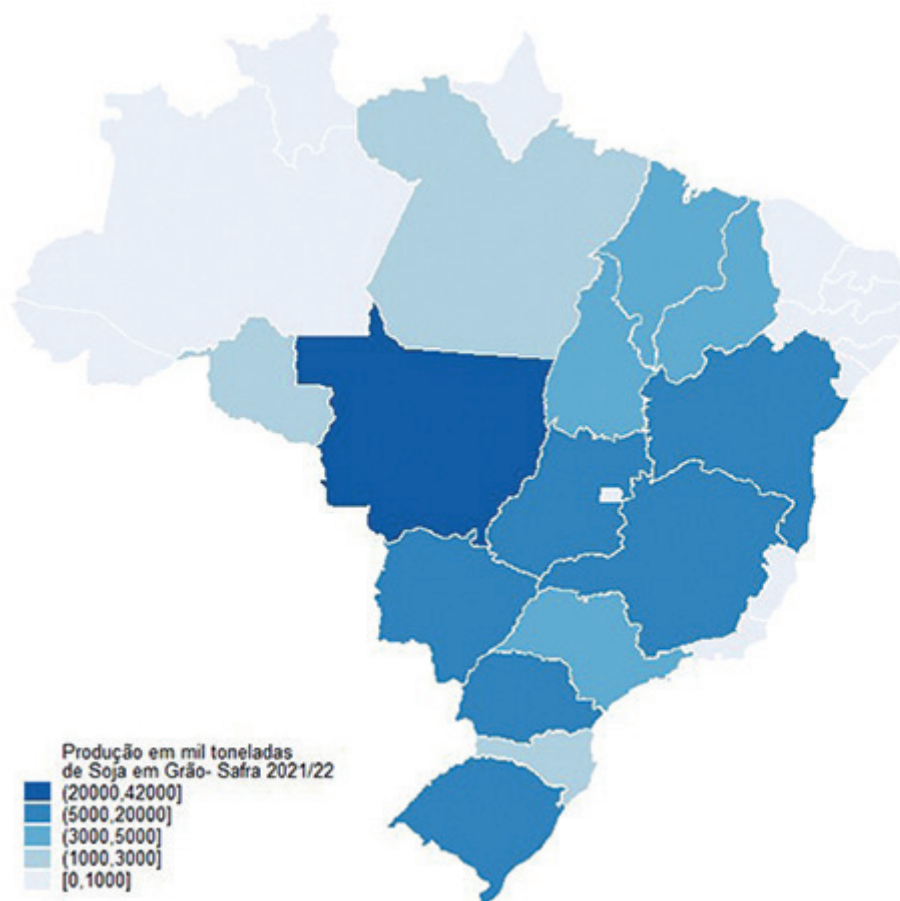 Produção em mil toneladas
de Soja em Grão- Safra 2021/22
(20000,42000]
(5000,20000]
(3000,5000]
(1000,3000]
[0,1000]